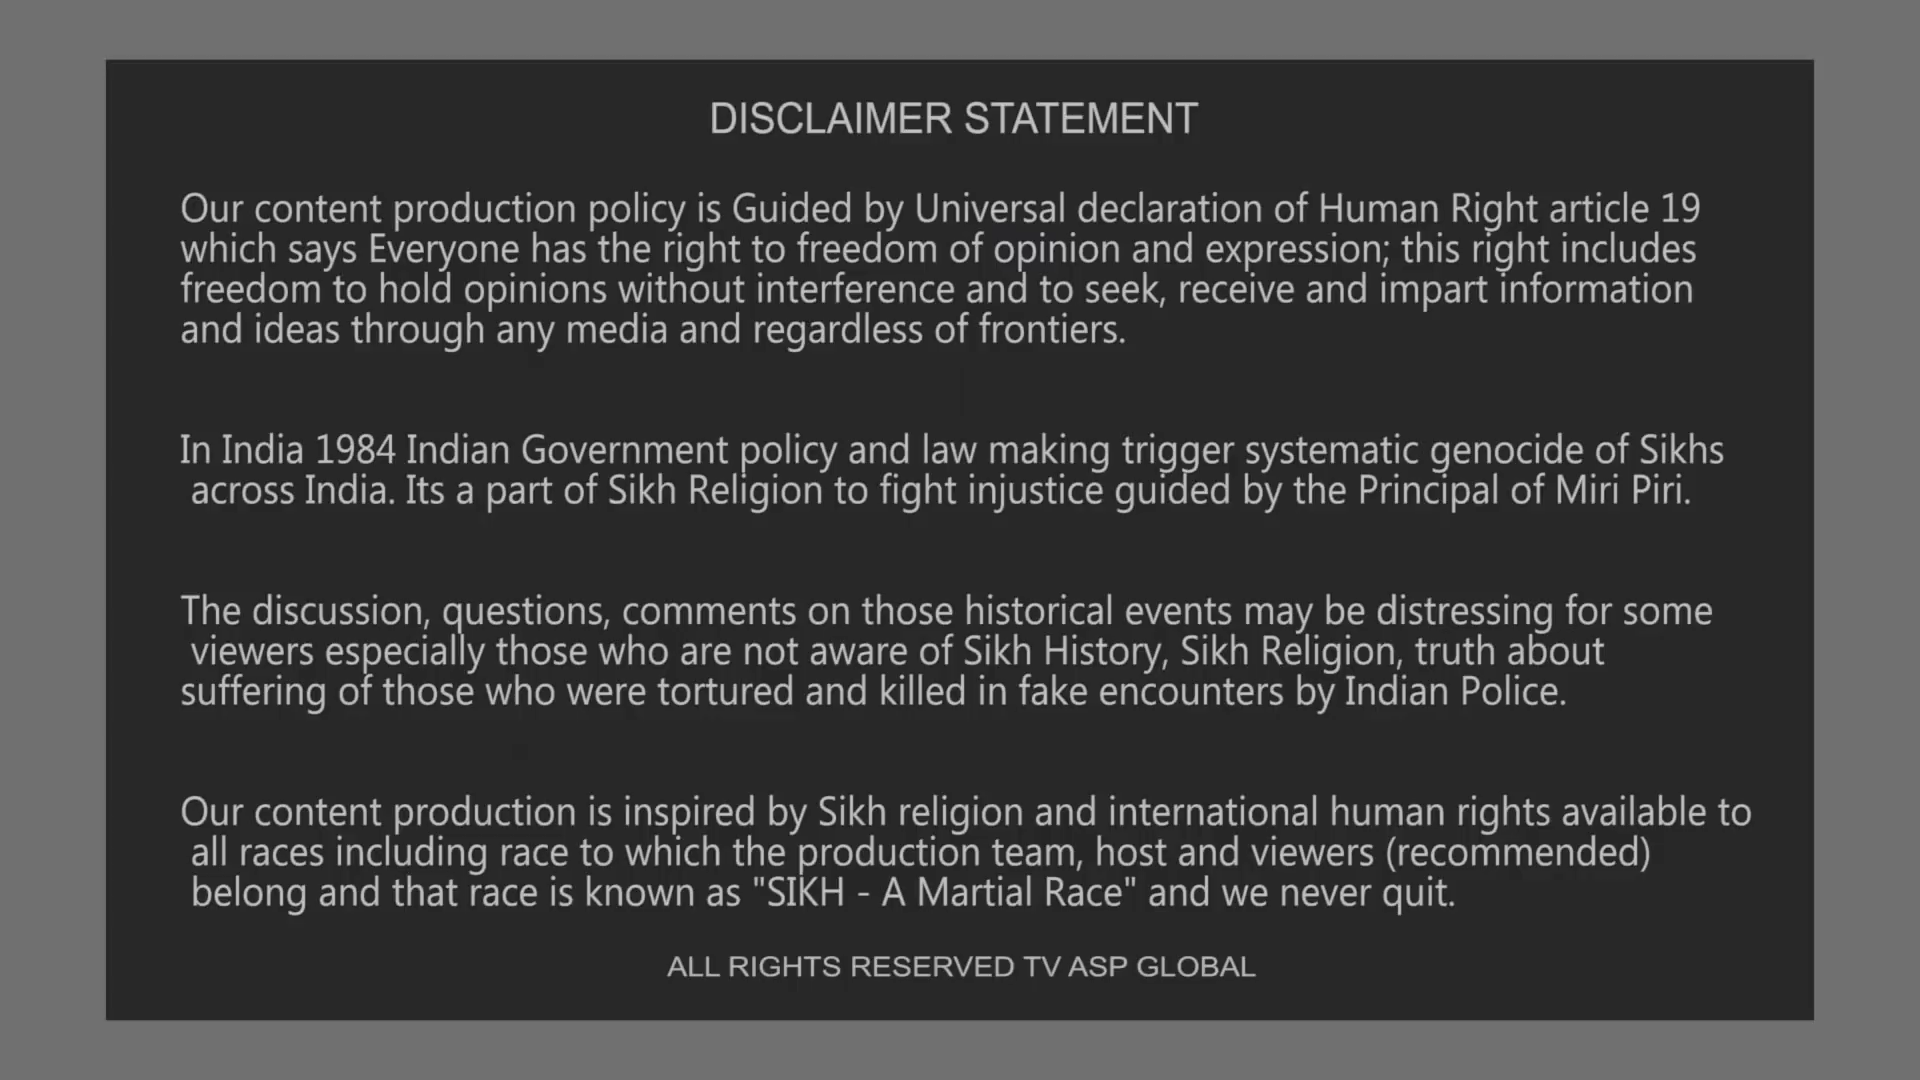 DISCLAIMER STATEMENT
Our content production policy is Guided by Universal declaration of Human Right article 19
which says Everyone has the right to freedom of opinion and expression; this right includes
freedom to hold opinions without interference and to seek, receive and impart information
and ideas through any media and regardless of frontiers.
In India 1984 Indian Government policy and law making trigger systematic genocide of Sikhs
across India. Its a part of Sikh Religion to fight injustice guided by the Principal of Miri Piri.
The discussion, questions, comments on those historical events may be distressing for some
viewers especially those who are not aware of Sikh History, Sikh Religion, truth about
suffering of those who were tortured and killed in fake encounters by Indian Police.
Our content production is inspired by Sikh religion and international human rights available to
all races including race to which the production team, host and viewers (recommended)
belong and that race is known as "SIKH - A Martial Race" and we never quit.
ALL RIGHTS RESERVED TV ASP GLOBAL